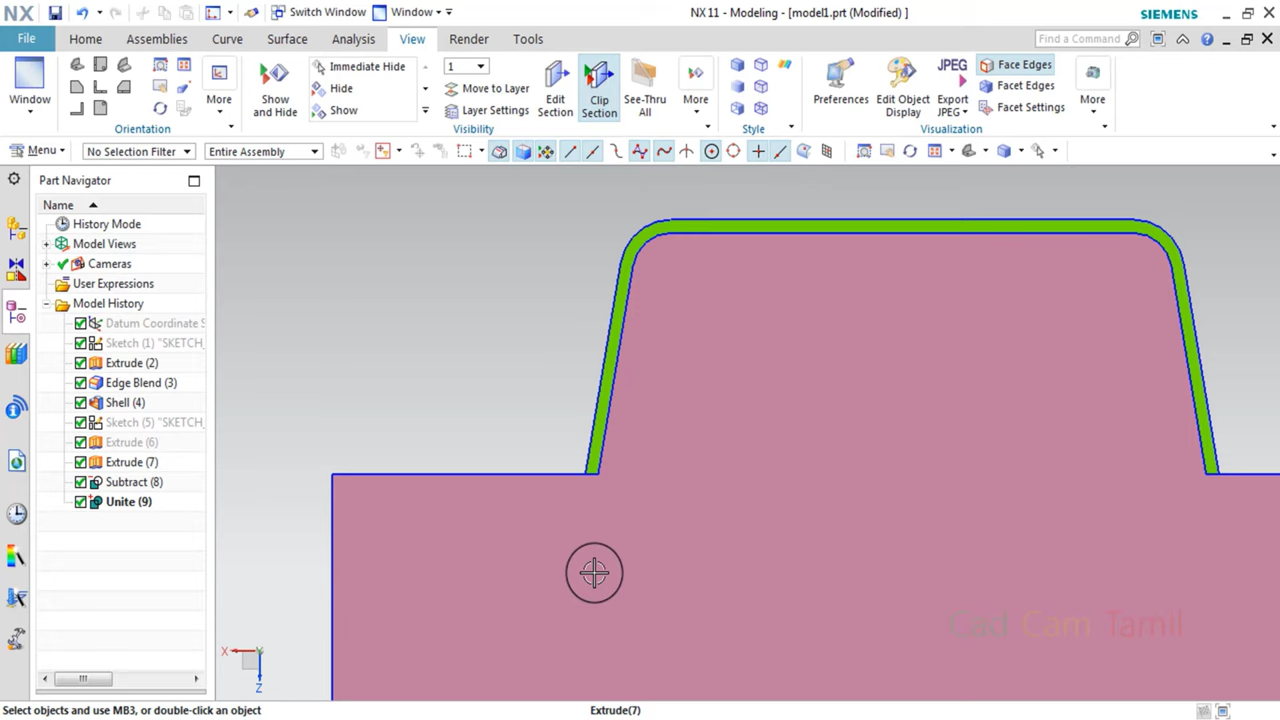 NX
Switch Window
Window
NX 11 - Modeling - [model1.prt (Modified) ]
SIEMENS
File
Home
Assemblies
Curve
Surface
Analysis
View
Render
Tools
Find a Command
Window
More
Orientation
Show and Hide
Immediate Hide
Hide
Show
1
Move to Layer
Layer Settings
Edit Section
Clip Section
See-Thru All
More
Visibility
Style
Preferences
Edit Object Display
JPEG
Export JPEG
Face Edges
Facet Edges
Facet Settings
More
Visualization
Menu
No Selection Filter
Entire Assembly
Part Navigator
Name
History Mode
Model Views
Cameras
User Expressions
Model History
Datum Coordinate S
Sketch (1) "SKETCH_
Extrude (2)
Edge Blend (3)
Shell (4)
Sketch (5) "SKETCH_
Extrude (6)
Extrude (7)
Subtract (8)
Unite (9)
Cad Cam Tamil
X
Y
Z
Select objects and use MB3, or double-click an object
Extrude(7)